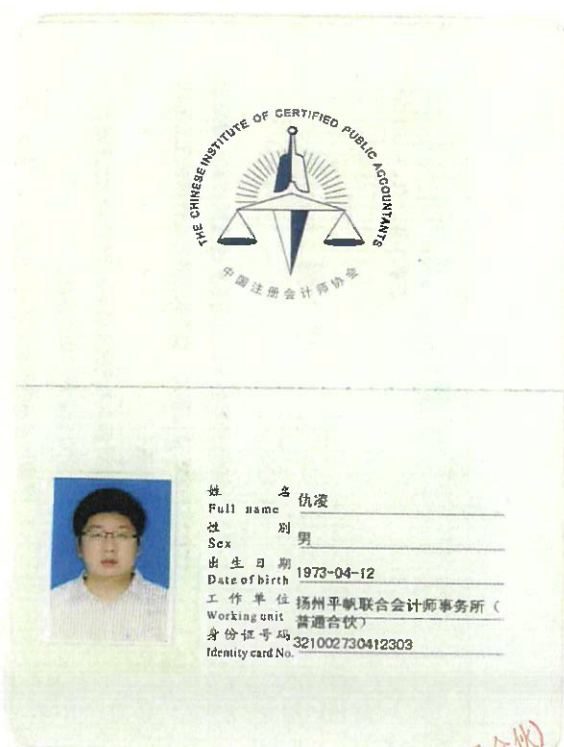 THE CHINESE INSTITUTE OF CERTIFIED PUBLIC ACCOUNTANTS
中国注册会计师协会
姓 名 仇凌
Full name
性 别 男
Sex
出生日期 1973-04-12
Date of birth
工作单位 扬州平帆联合会计师事务所（
Working unit 普通合伙）
身份证号码 321002730412303
Identity card No.